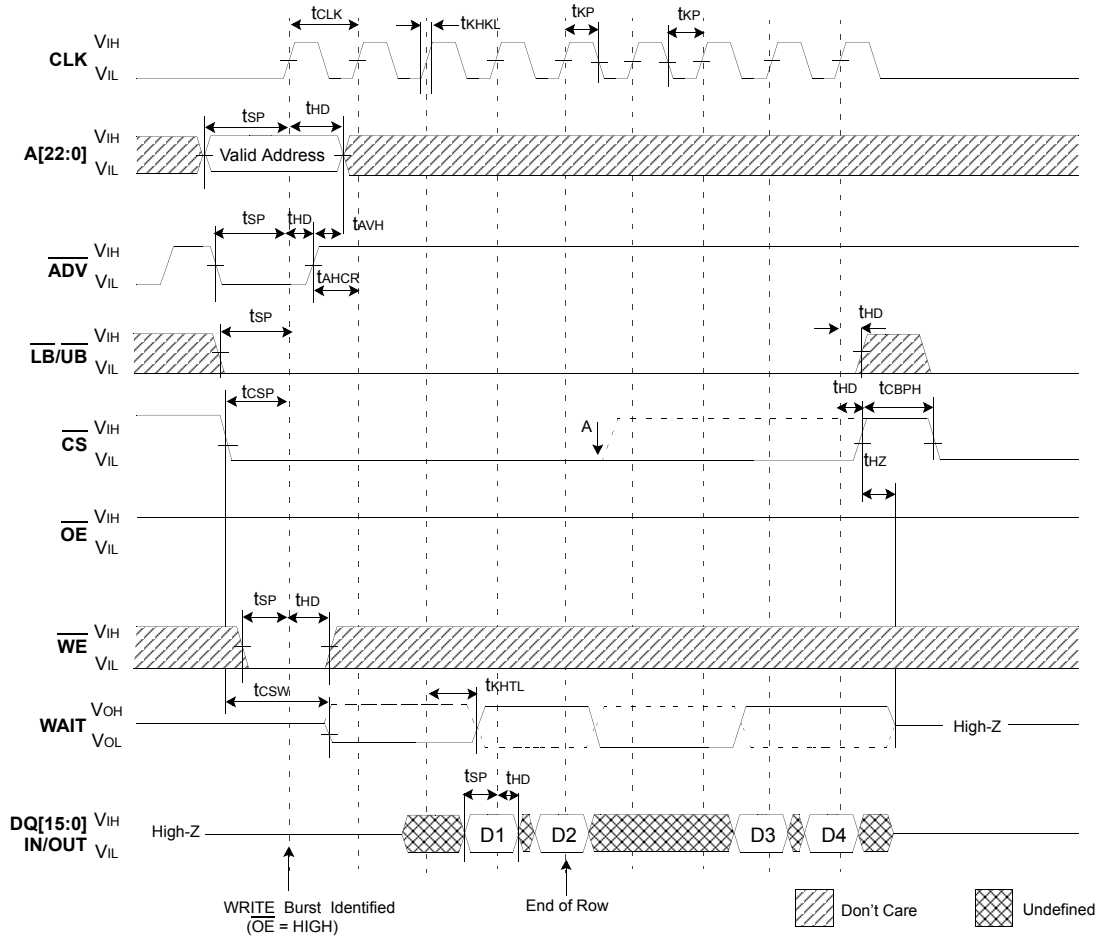 tCLK tKHKL tKP tKP
CLK VIH
VIL
tSP tHD
A[22:0] VIH
VIL
Valid Address
tSP tHD tAVH
ADV VIH
VIL
tAHCR
tSP tHD
LB/UB VIH
VIL
tCSP tHD tCBPH
CS VIH
VIL
A
tHZ
OE VIH
VIL
tSP tHD
WE VIH
VIL
tCSW tKHTL
WAIT VOH
VOL
High-Z
tSP tHD
DQ[15:0] VIH
IN/OUT VIL
High-Z D1 D2 D3 D4
WRITE Burst Identified
(OE = HIGH)
End of Row
Don't Care
Undefined